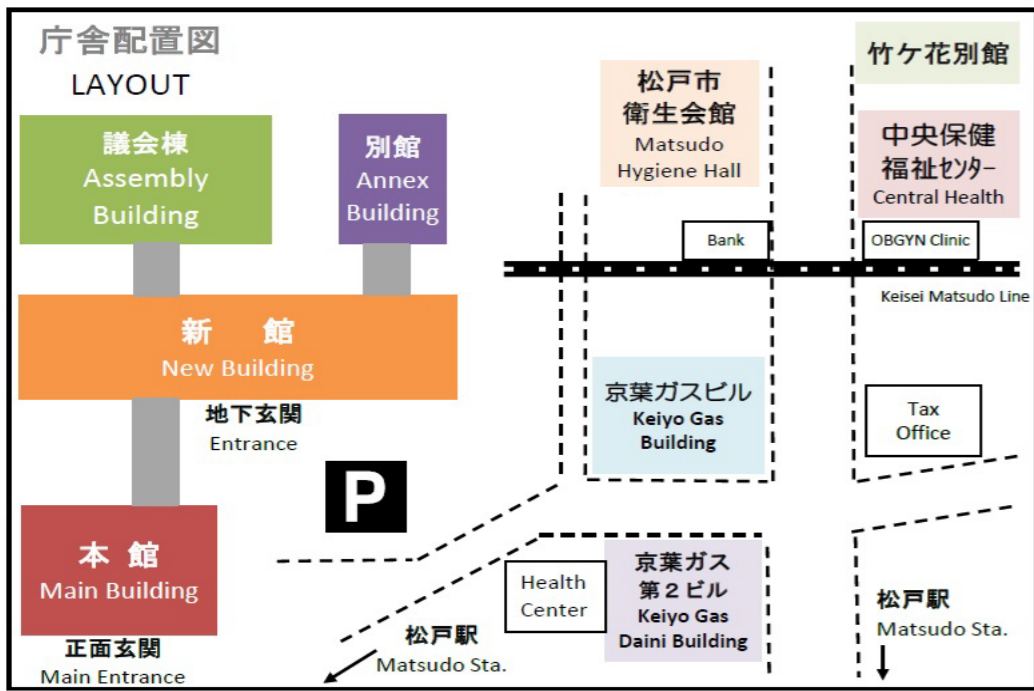 庁舎配置図
LAYOUT
議会棟
Assembly
Building
別館
Annex
Building
新 館
New Building
地下玄関
Entrance
P
本 館
Main Building
正面玄関
Main Entrance
松戸市
衛生会館
Matsudo
Hygiene Hall
竹ケ花別館
中央保健
福祉センター
Central Health
Bank
OBGYN Clinic
Keisei Matsudo Line
京葉ガスビル
Keiyo Gas
Building
Tax
Office
Health
Center
京葉ガス
第2ビル
Keiyo Gas
Daini Building
松戸駅
Matsudo Sta.
松戸駅
Matsudo Sta.